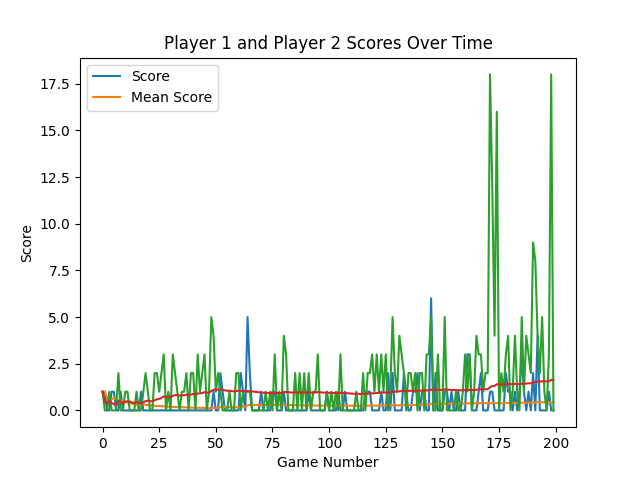 Player 1 and Player 2 Scores Over Time
Score
Mean Score
17.5
15.0
12.5
10.0
7.5
5.0
2.5
0.0
Score
0 25 50 75 100 125 150 175 200
Game Number